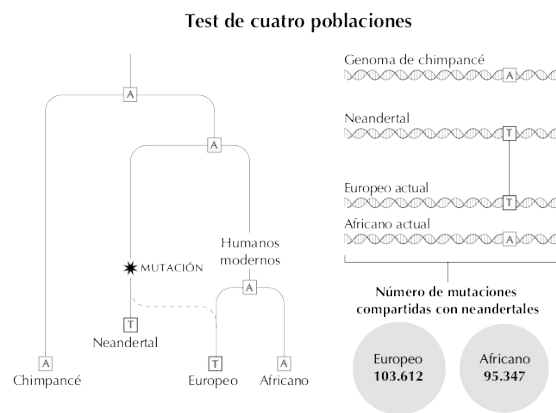 Test de cuatro poblaciones
A
A
MUTACIÓN
Humanos
modernos
A
T
Neandertal
A
Chimpancé
T
Europeo
A
Africano
Genoma de chimpancé
A
Neandertal
T
Europeo actual
T
Africano actual
A
Número de mutaciones
compartidas con neandertales
Europeo
103.612
Africano
95.347